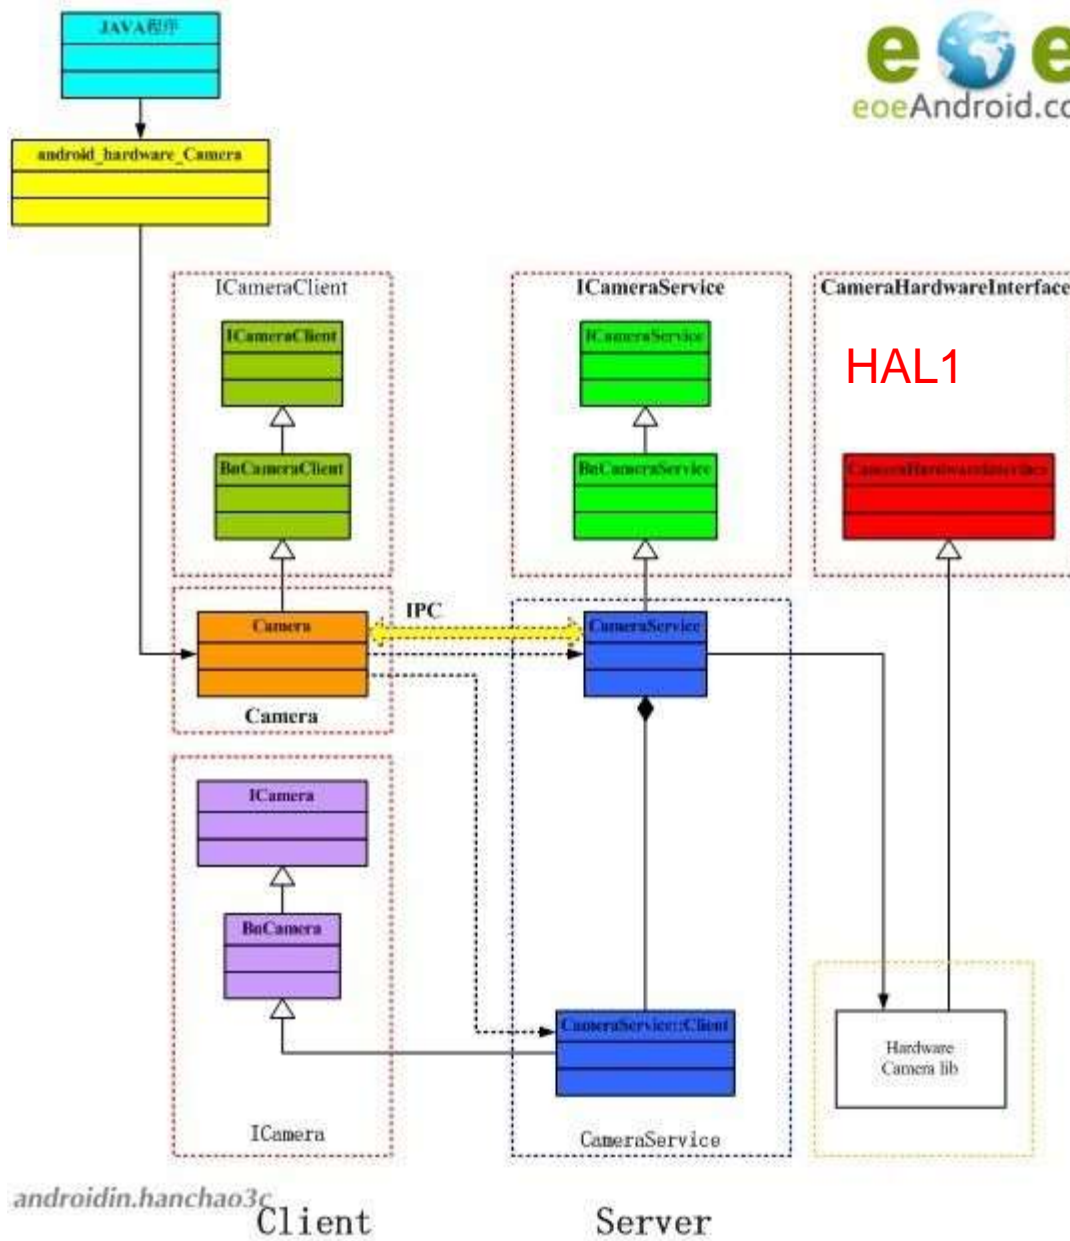 JAVA程序
eoe
eoeAndroid.co
android_hardware_Camera
ICameraClient
ICameraService
CameraHardwareInterface
ICameraClient
ICameraService
HAL1
BnCameraClient
BnCameraService
CameraHardwareInterface
IPC
Camera
CameraService
Camera
ICamera
BnCamera
CameraService::Client
Hardware
Camera lib
ICamera
CameraService
androidin.hanchao3c
Client
Server